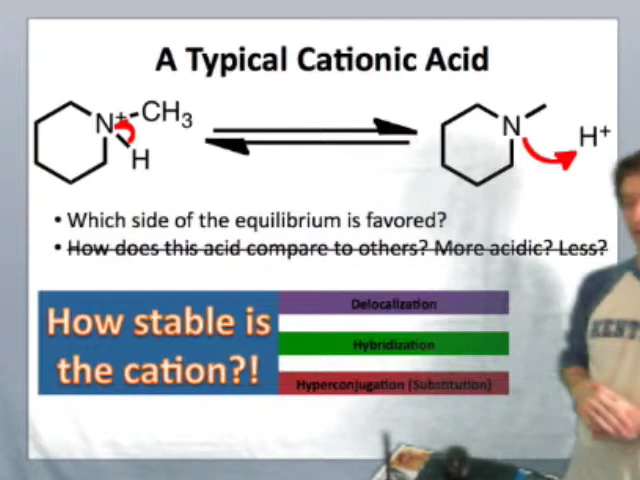 A Typical Cationic Acid
N+ CH3
H
N
H+
• Which side of the equilibrium is favored?
• How does this acid compare to others? More acidic? Less?
How stable is
the cation?!
Delocalization
Hybridization
Hyperconjugation (Substitution)